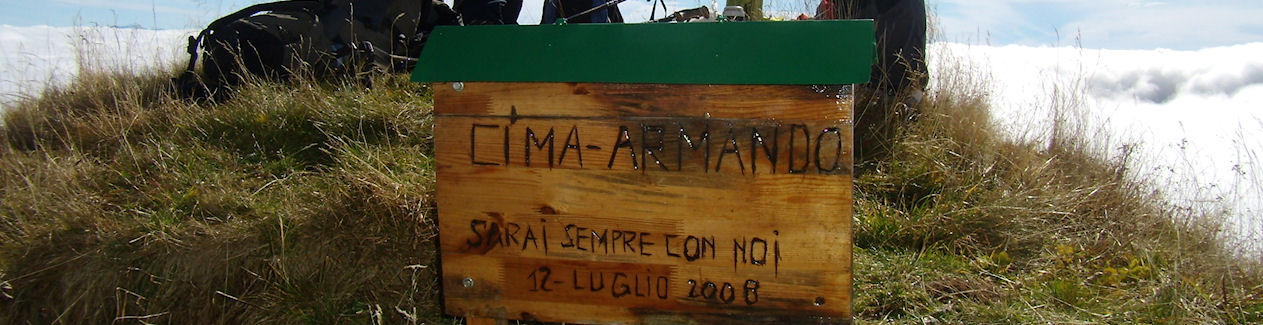 CIMA-ARMANDO
SARAI SEMPRE CON NOI
12-LUGLIO 2008